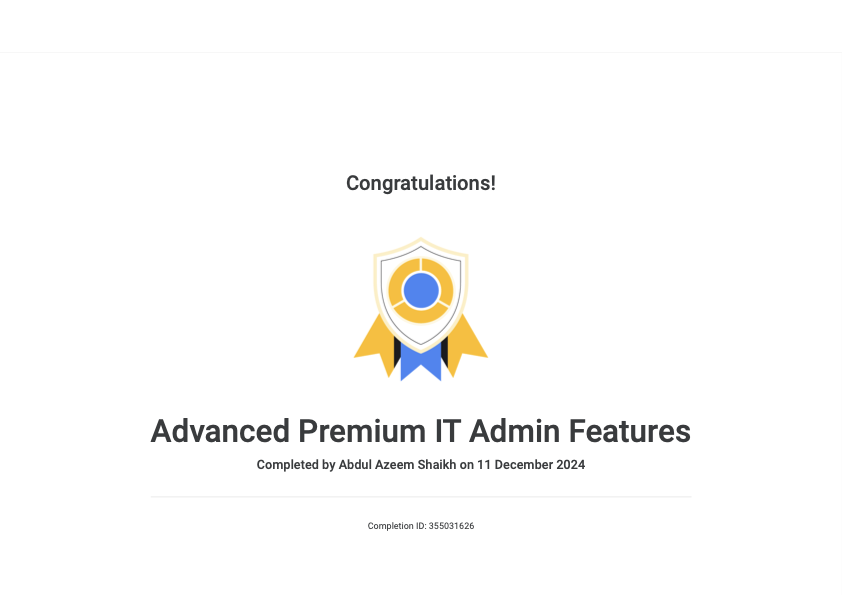 Congratulations!
Advanced Premium IT Admin Features
Completed by Abdul Azeem Shaikh on 11 December 2024
Completion ID: 355031626